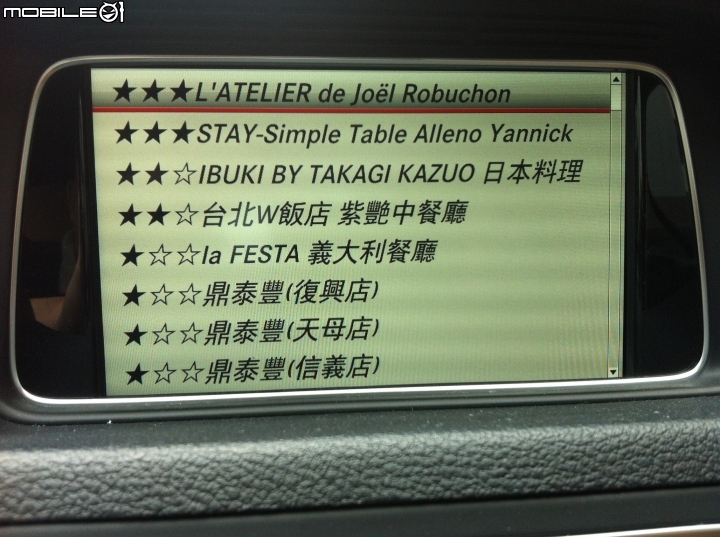 MOBILE01
★★★L'ATELIER de Joël Robuchon
★★★STAY-Simple Table Alleno Yannick
★★☆IBUKI BY TAKAGI KAZUO 日本料理
★★☆台北W飯店 紫艷中餐廳
★☆☆la FESTA 義大利餐廳
★☆☆鼎泰豐(復興店)
★☆☆鼎泰豐(天母店)
★☆☆鼎泰豐(信義店)